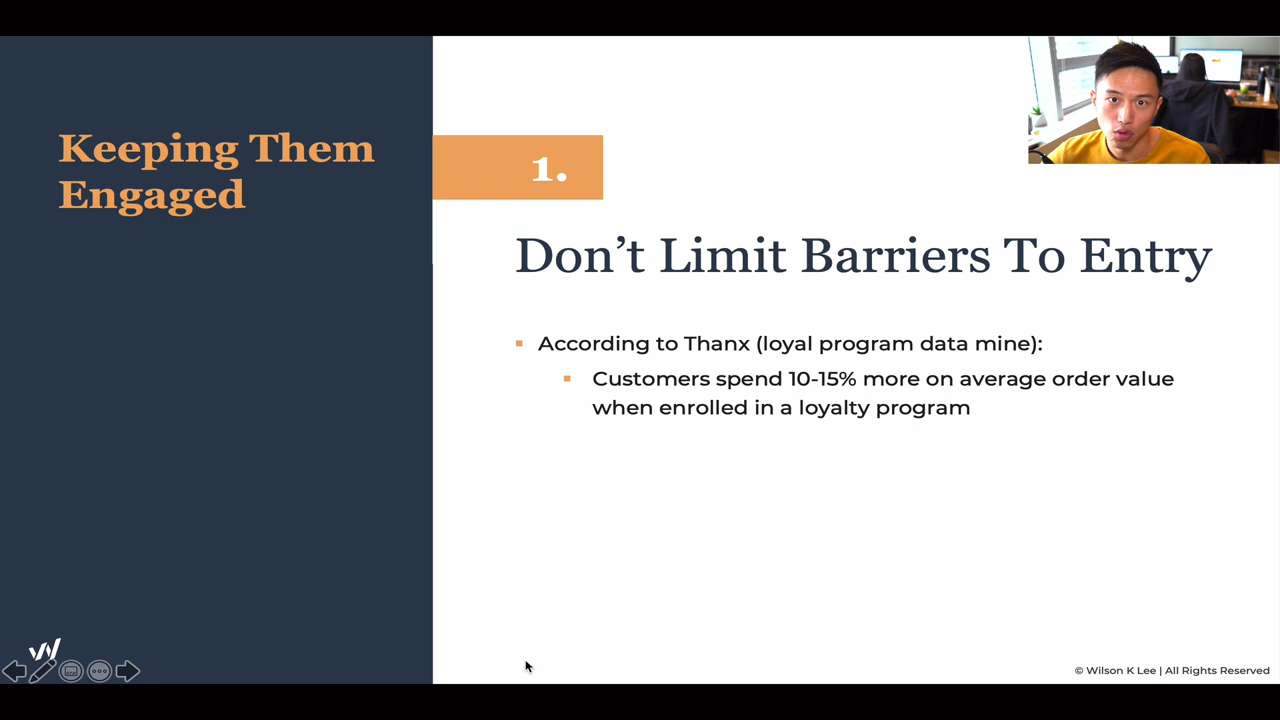 Keeping Them
Engaged
1.
Don’t Limit Barriers To Entry
According to Thanx (loyal program data mine):
Customers spend 10-15% more on average order value
when enrolled in a loyalty program
© Wilson K Lee | All Rights Reserved